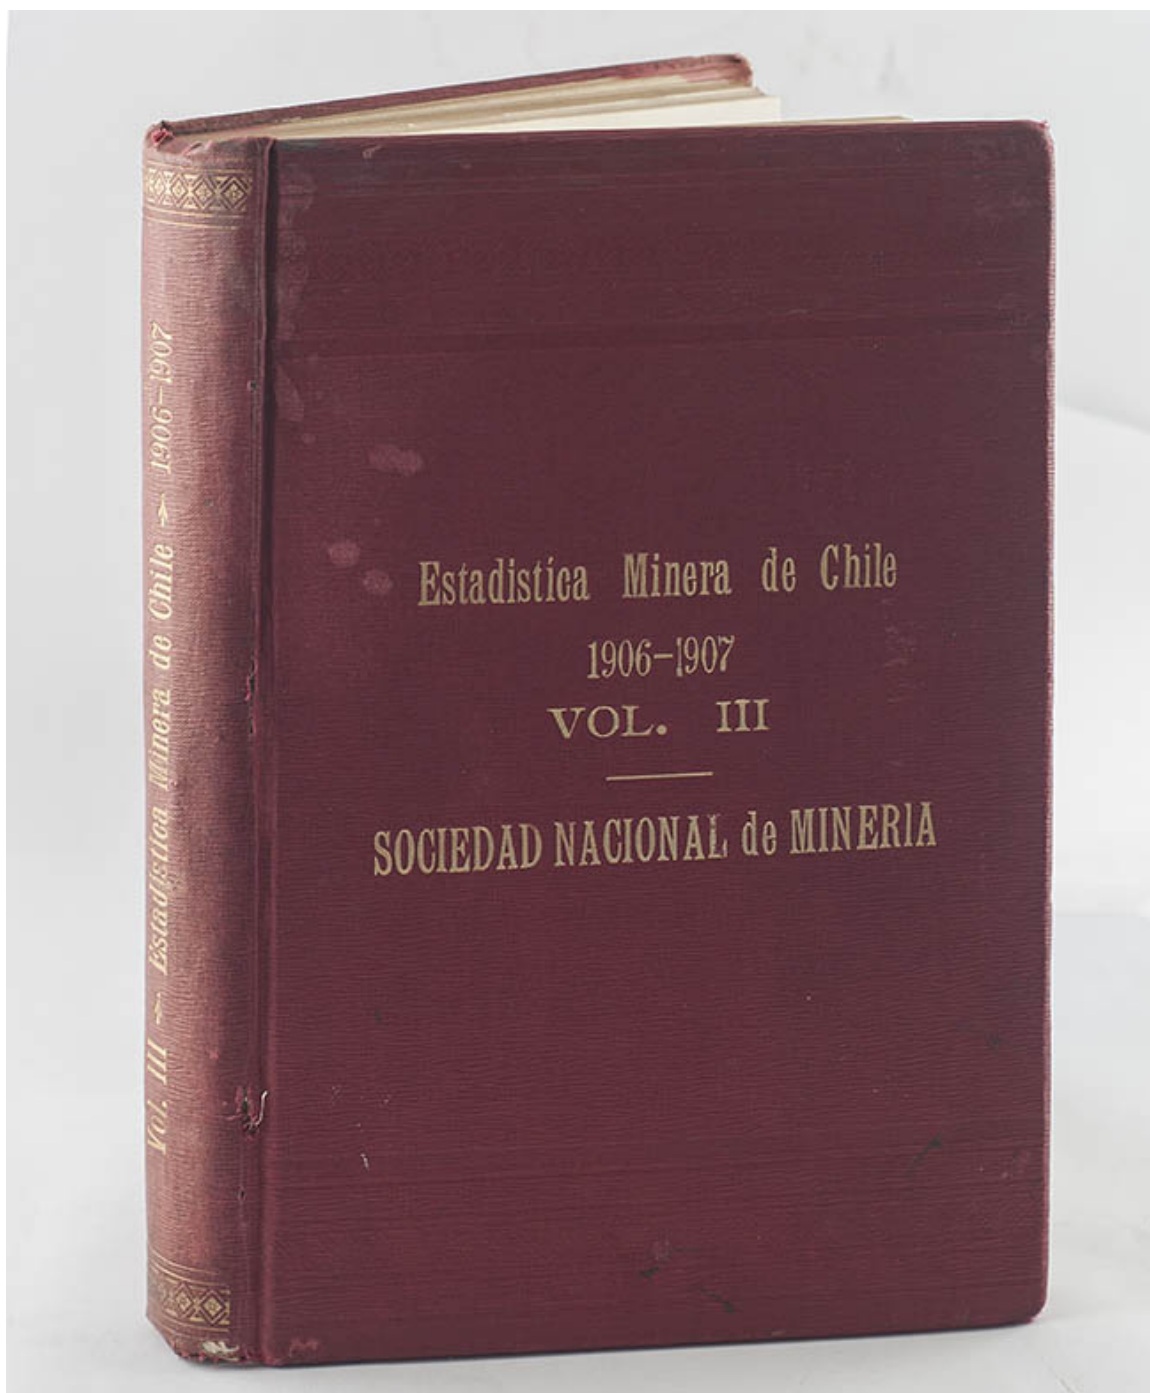 Vol. III Estadistica Minera de Chile 1906-1907
Estadistica Minera de Chile
1906-1907
VOL. III
SOCIEDAD NACIONAL de MINERIA